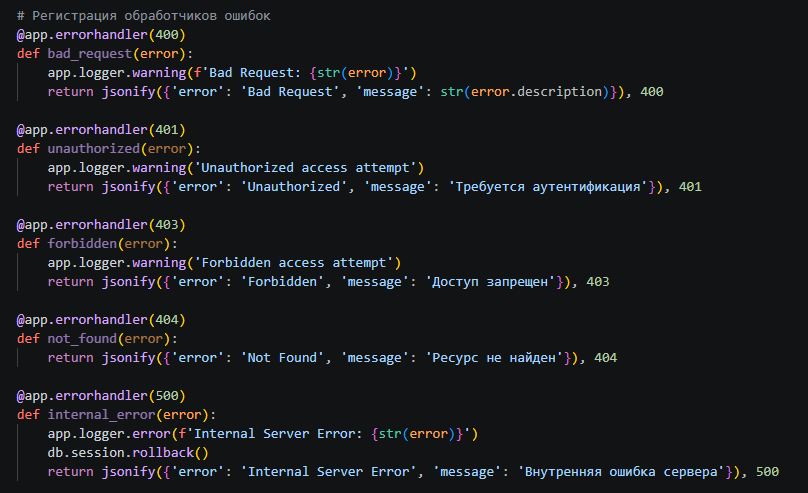 # Регистрация обработчиков ошибок
@app.errorhandler(400)
def bad_request(error):
    app.logger.warning(f'Bad Request: {str(error)}')
    return jsonify({'error': 'Bad Request', 'message': str(error.description)}), 400

@app.errorhandler(401)
def unauthorized(error):
    app.logger.warning('Unauthorized access attempt')
    return jsonify({'error': 'Unauthorized', 'message': 'Требуется аутентификация'}), 401

@app.errorhandler(403)
def forbidden(error):
    app.logger.warning('Forbidden access attempt')
    return jsonify({'error': 'Forbidden', 'message': 'Доступ запрещен'}), 403

@app.errorhandler(404)
def not_found(error):
    return jsonify({'error': 'Not Found', 'message': 'Ресурс не найден'}), 404

@app.errorhandler(500)
def internal_error(error):
    app.logger.error(f'Internal Server Error: {str(error)}')
    db.session.rollback()
    return jsonify({'error': 'Internal Server Error', 'message': 'Внутренняя ошибка сервера'}), 500